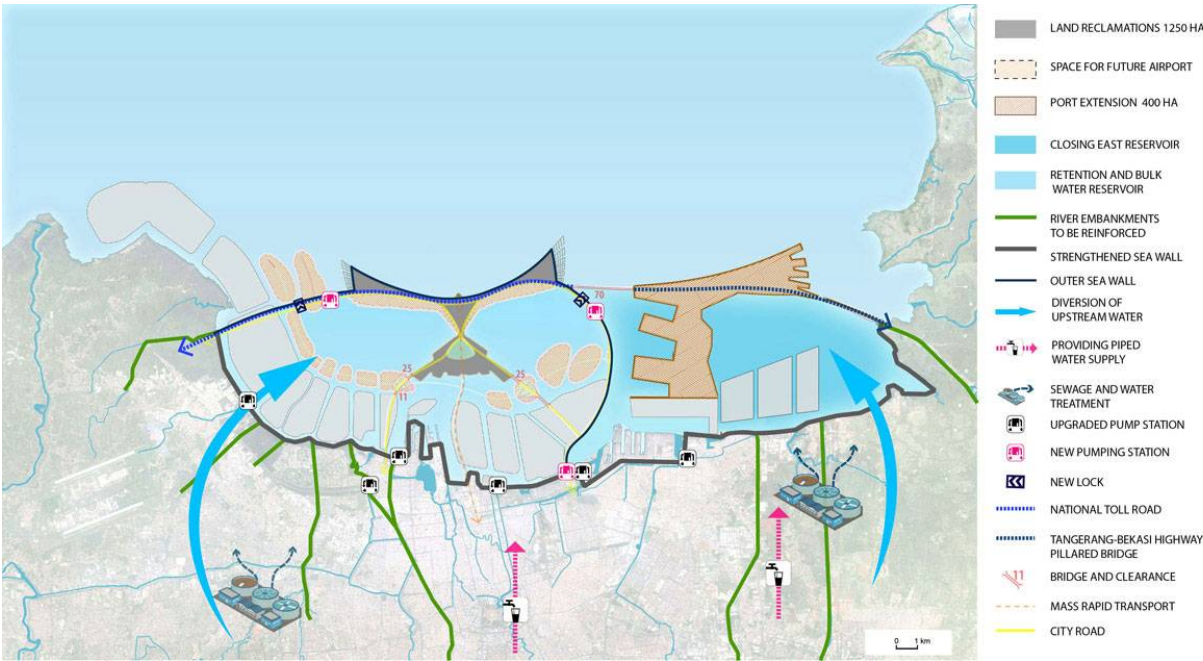 LAND RECLAMATIONS 1250 HA
SPACE FOR FUTURE AIRPORT
PORT EXTENSION 400 HA
CLOSING EAST RESERVOIR
RETENTION AND BULK
WATER RESERVOIR
RIVER EMBANKMENTS
TO BE REINFORCED
STRENGTHENED SEA WALL
OUTER SEA WALL
DIVERSION OF
UPSTREAM WATER
PROVIDING PIPED
WATER SUPPLY
SEWAGE AND WATER
TREATMENT
UPGRADED PUMP STATION
NEW PUMPING STATION
NEW LOCK
NATIONAL TOLL ROAD
TANGERANG-BEKASI HIGHWAY
PILLARED BRIDGE
11
BRIDGE AND CLEARANCE
MASS RAPID TRANSPORT
CITY ROAD
70
25
11
25
0 1 km